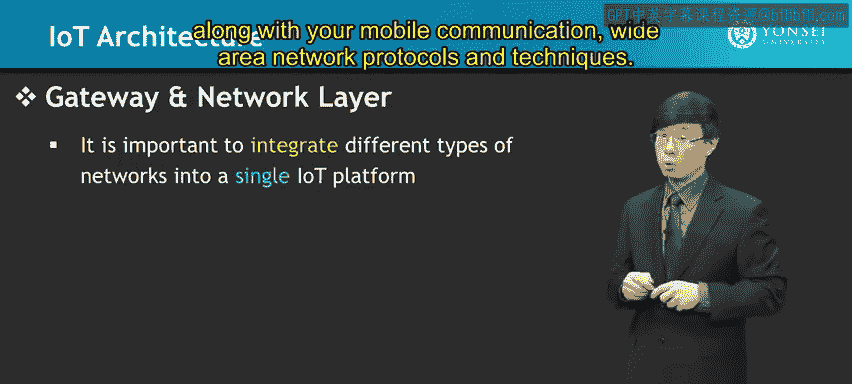 IoT Architecture
along with your mobile communication, wide
area network protocols and techniques.
YONSEI
UNIVERSITY
❖ Gateway & Network Layer
▪ It is important to integrate different types of
networks into a single IoT platform